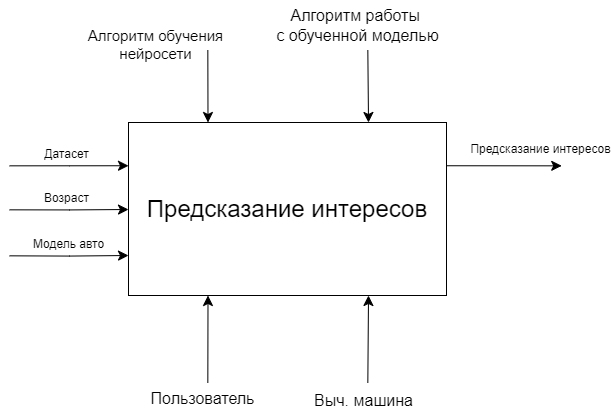 Алгоритм обучения
нейросети
Алгоритм работы
с обученной моделью
Датасет
Возраст
Модель авто
Предсказание интересов
Предсказание интересов
Пользователь
Выч. машина